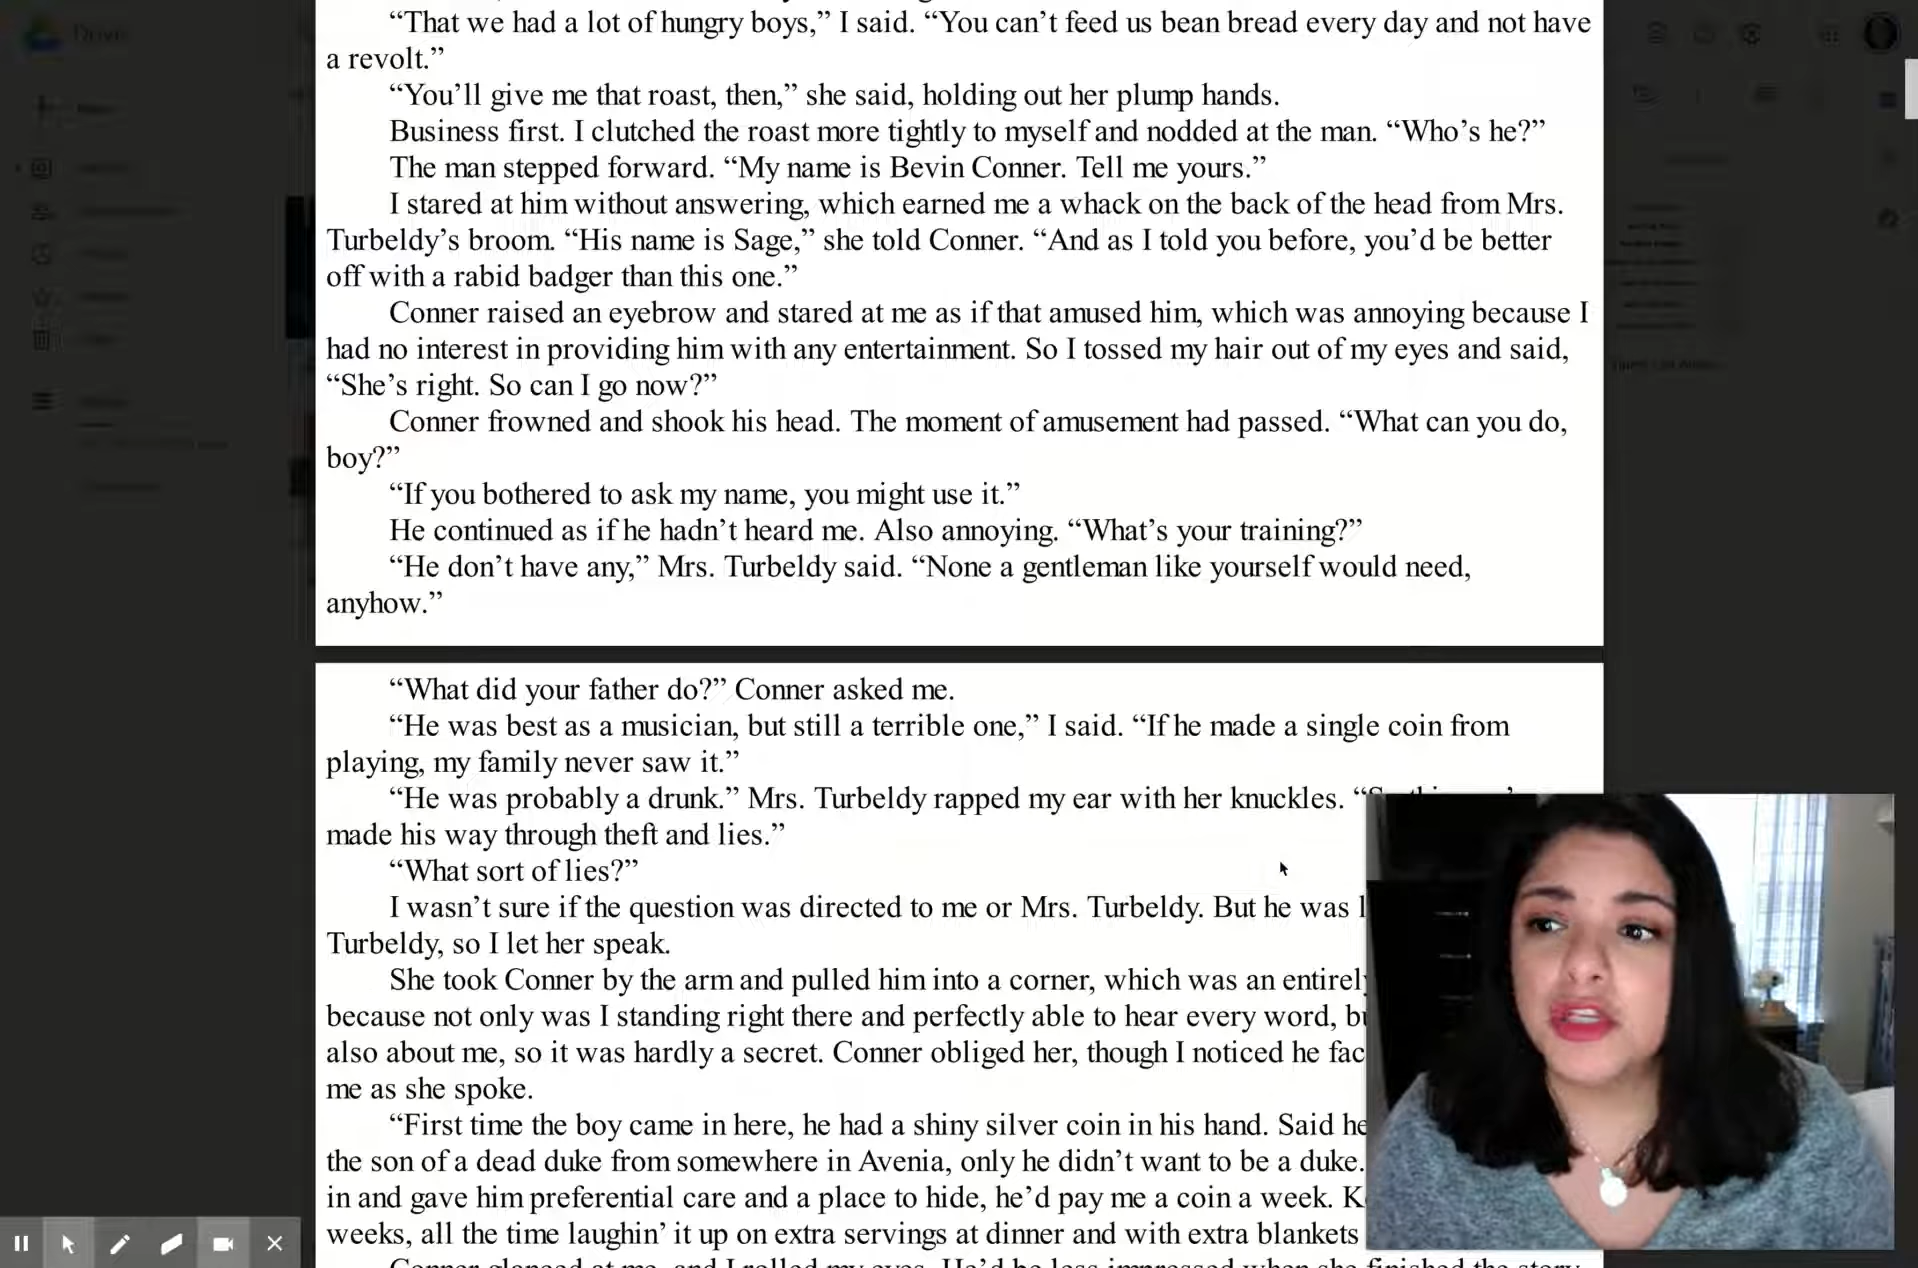 “That we had a lot of hungry boys,” I said. “You can’t feed us bean bread every day and not have
a revolt.”
“You’ll give me that roast, then,” she said, holding out her plump hands.
Business first. I clutched the roast more tightly to myself and nodded at the man. “Who’s he?”
The man stepped forward. “My name is Bevin Conner. Tell me yours.”
I stared at him without answering, which earned me a whack on the back of the head from Mrs.
Turbeldy’s broom. “His name is Sage,” she told Conner. “And as I told you before, you’d be better
off with a rabid badger than this one.”
Conner raised an eyebrow and stared at me as if that amused him, which was annoying because I
had no interest in providing him with any entertainment. So I tossed my hair out of my eyes and said,
“She’s right. So can I go now?”
Conner frowned and shook his head. The moment of amusement had passed. “What can you do,
boy?”
“If you bothered to ask my name, you might use it.”
He continued as if he hadn’t heard me. Also annoying. “What’s your training?”
“He don’t have any,” Mrs. Turbeldy said. “None a gentleman like yourself would need,
anyhow.”
“What did your father do?” Conner asked me.
“He was best as a musician, but still a terrible one,” I said. “If he made a single coin from
playing, my family never saw it.”
“He was probably a drunk.” Mrs. Turbeldy rapped my ear with her knuckles.
made his way through theft and lies.”
“What sort of lies?”
I wasn’t sure if the question was directed to me or Mrs. Turbeldy. But he was
Turbeldy, so I let her speak.
She took Conner by the arm and pulled him into a corner, which was an
because not only was I standing right there and perfectly able to hear every word,
also about me, so it was hardly a secret. Conner obliged her, though I noticed he
me as she spoke.
“First time the boy came in here, he had a shiny silver coin in his hand. Said
the son of a dead duke from somewhere in Avenia, only he didn’t want to be a duke.
in and gave him preferential care and a place to hide, he’d pay me a coin a week.
weeks, all the time laughin’ it up on extra servings at dinner and with extra blankets
Conner glanced at me, and I rolled my eyes. He’d be less impressed when she finished the story.
Drive